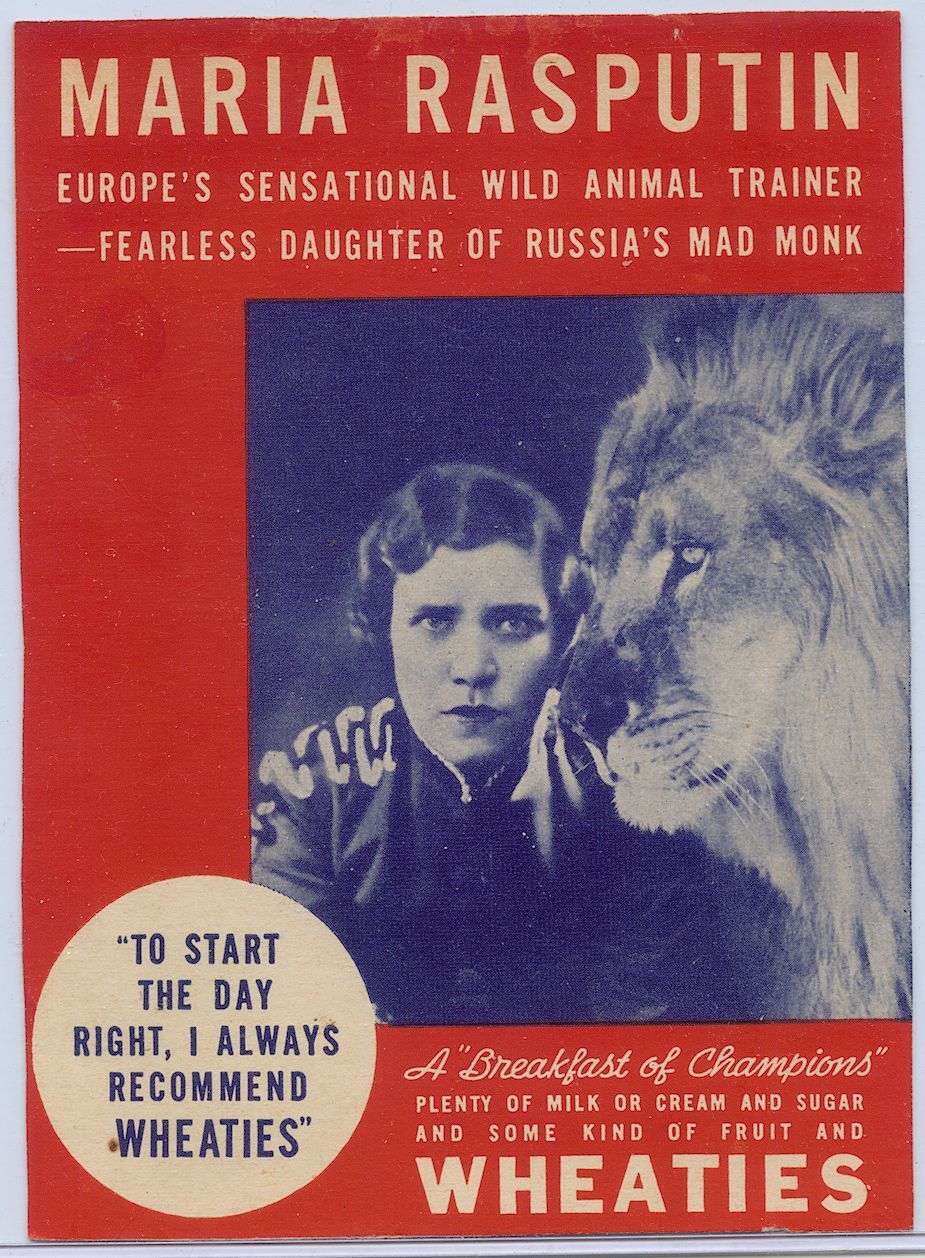 MARIA RASPUTIN
EUROPE'S SENSATIONAL WILD ANIMAL TRAINER
—FEARLESS DAUGHTER OF RUSSIA'S MAD MONK
"TO START
THE DAY
RIGHT, I ALWAYS
RECOMMEND
WHEATIES"
A "Breakfast of Champions"
PLENTY OF MILK OR CREAM AND SUGAR
AND SOME KIND OF FRUIT AND
WHEATIES